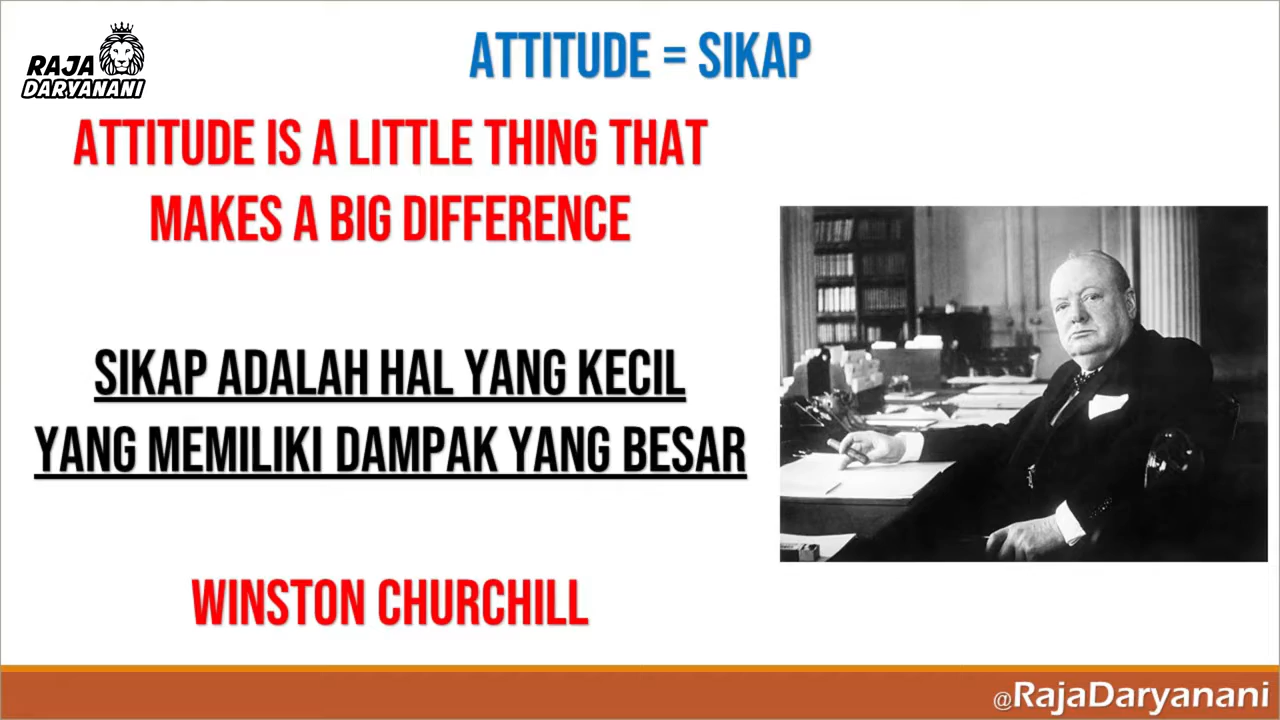 RAJA
DARYANANI
ATTITUDE = SIKAP
ATTITUDE IS A LITTLE THING THAT
MAKES A BIG DIFFERENCE
SIKAP ADALAH HAL YANG KECIL
YANG MEMILIKI DAMPAK YANG BESAR
WINSTON CHURCHILL
@RajaDaryanani